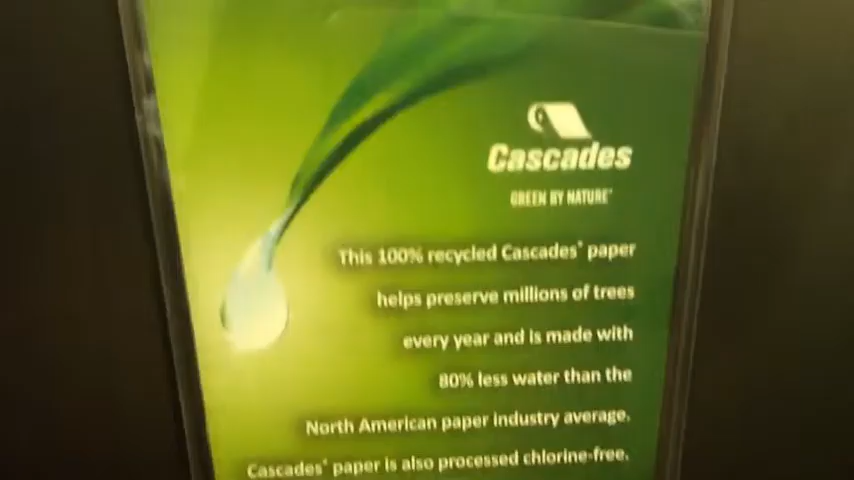 Cascades
GREEN BY NATURE™
This 100% recycled Cascades® paper
helps preserve millions of trees
every year and is made with
80% less water than the
North American paper industry average.
Cascades® paper is also processed chlorine-free.